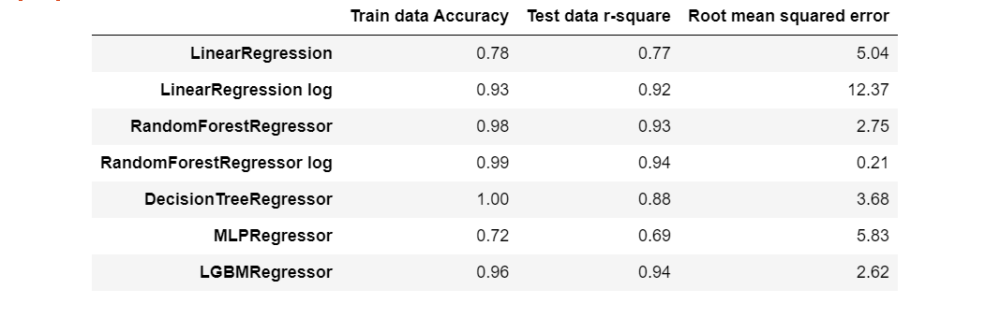 Train data Accuracy Test data r-square Root mean squared error
LinearRegression 0.78 0.77 5.04
LinearRegression log 0.93 0.92 12.37
RandomForestRegressor 0.98 0.93 2.75
RandomForestRegressor log 0.99 0.94 0.21
DecisionTreeRegressor 1.00 0.88 3.68
MLPRegressor 0.72 0.69 5.83
LGBMRegressor 0.96 0.94 2.62